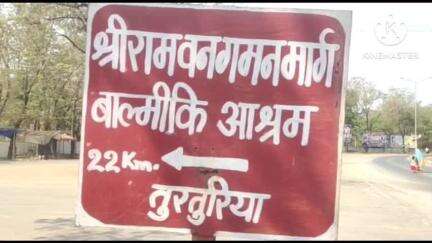 श्रीरामवनगमनमार्ग
बाल्मीकि आश्रम
22 Km.
तुरतुरिया
KINEMASTER